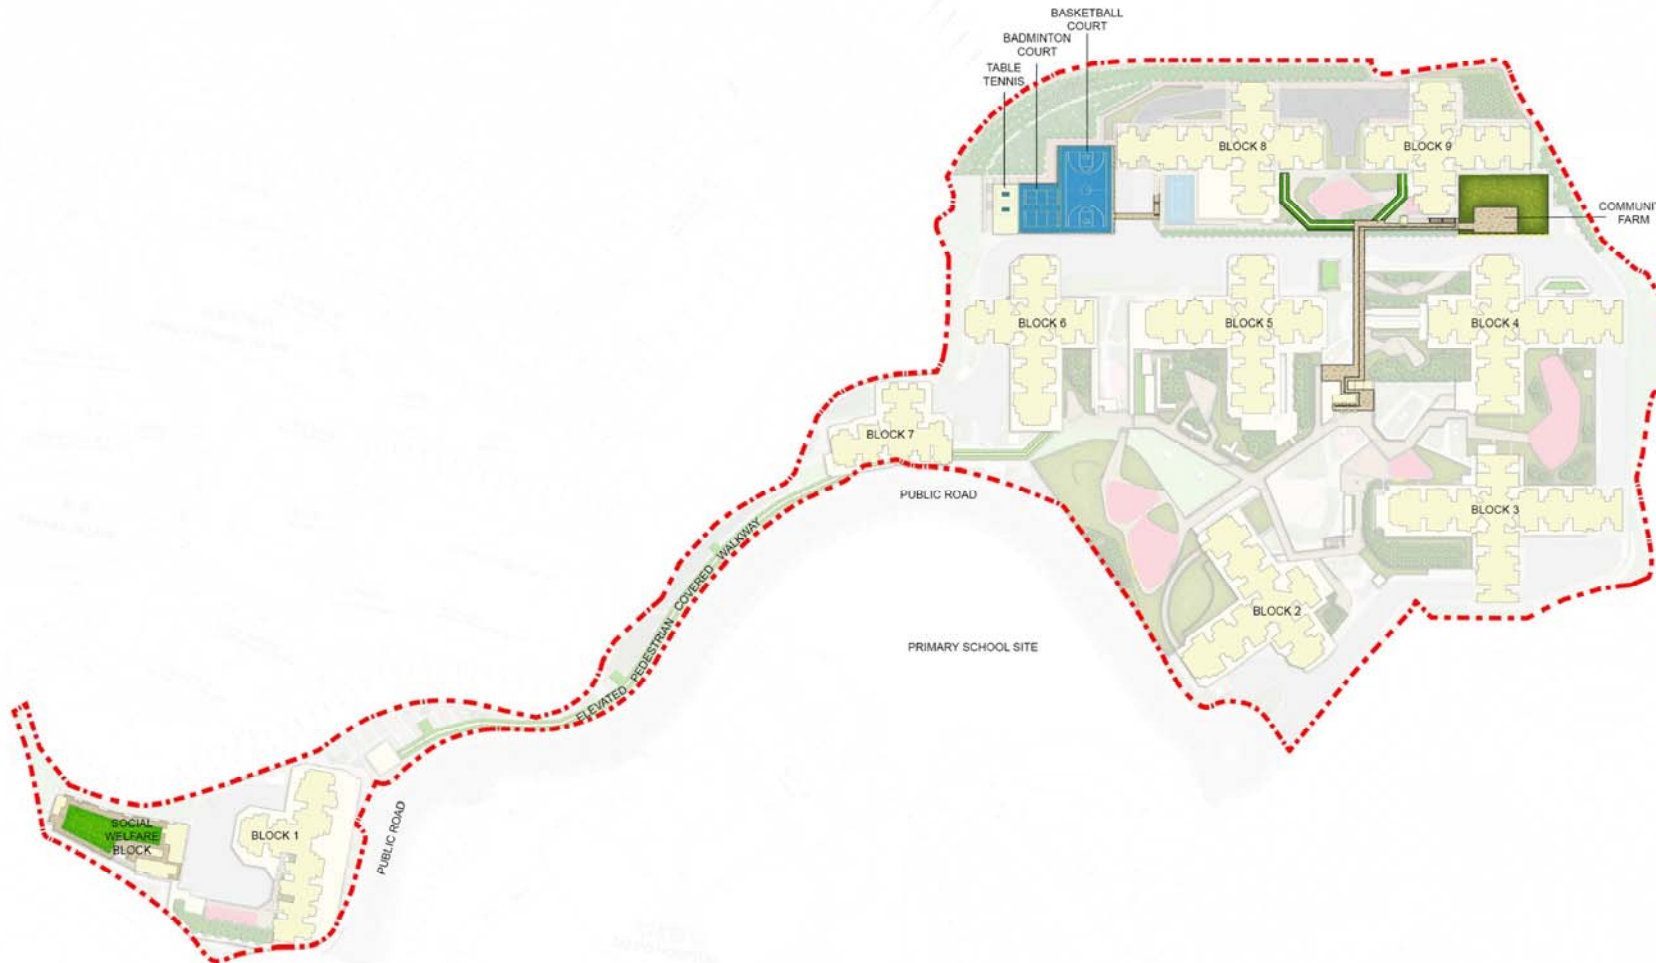 BASKETBALL
COURT
BADMINTON
COURT
TABLE
TENNIS
BLOCK 8
BLOCK 9
COMMUNIT
FARM
BLOCK 6
BLOCK 5
BLOCK 4
BLOCK 7
PUBLIC ROAD
BLOCK 3
BLOCK 2
ELEVATED PEDESTRIAN COVERED WALKWAY
PRIMARY SCHOOL SITE
SOCIAL
WELFARE
BLOCK
BLOCK 1
PUBLIC ROAD